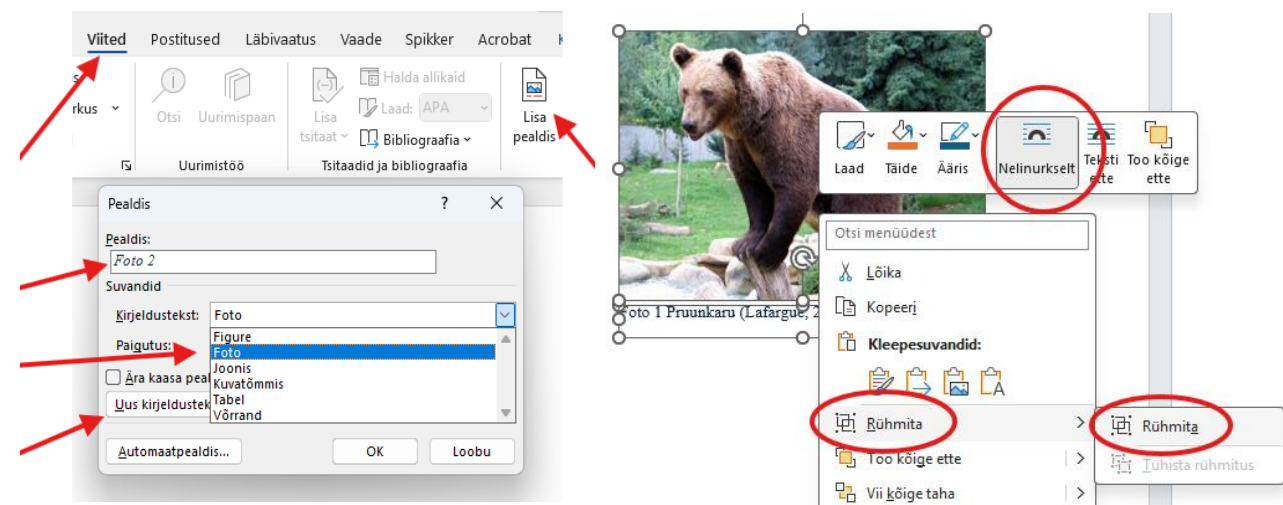 Viited Postitused Läbivaatus Vaade Spikker Acrobat
rkus
Otsi
Uurimispaan
Lisa
tsitaat
Halda allikaid
Laad: APA
Bibliograafia
Lisa
pealdis
Uurimistöö
Tsitaadid ja bibliograafia
Pealdis ?
Pealdis:
Foto 2
Suvandid
Kirjeldustekst: Foto
Figure
Foto
Joonis
Kuvatõmmis
Tabel
Võrrand
Paigutus:
Ära kaasa peal
Uus kirjeldustek
Automaatpealdis... OK Loobu
Foto 1 Pruunkaru (Lafargue, 2
Laad
Täide
Ääris
Nelinurkselt
Teksti
ette
Too kõige
ette
Otsi menüüdest
Lõika
Kopeeri
Kleepesuvandid:
Rühmita
Too kõige ette
Vii kõige taha
Rühmita
Tühista rühmitus